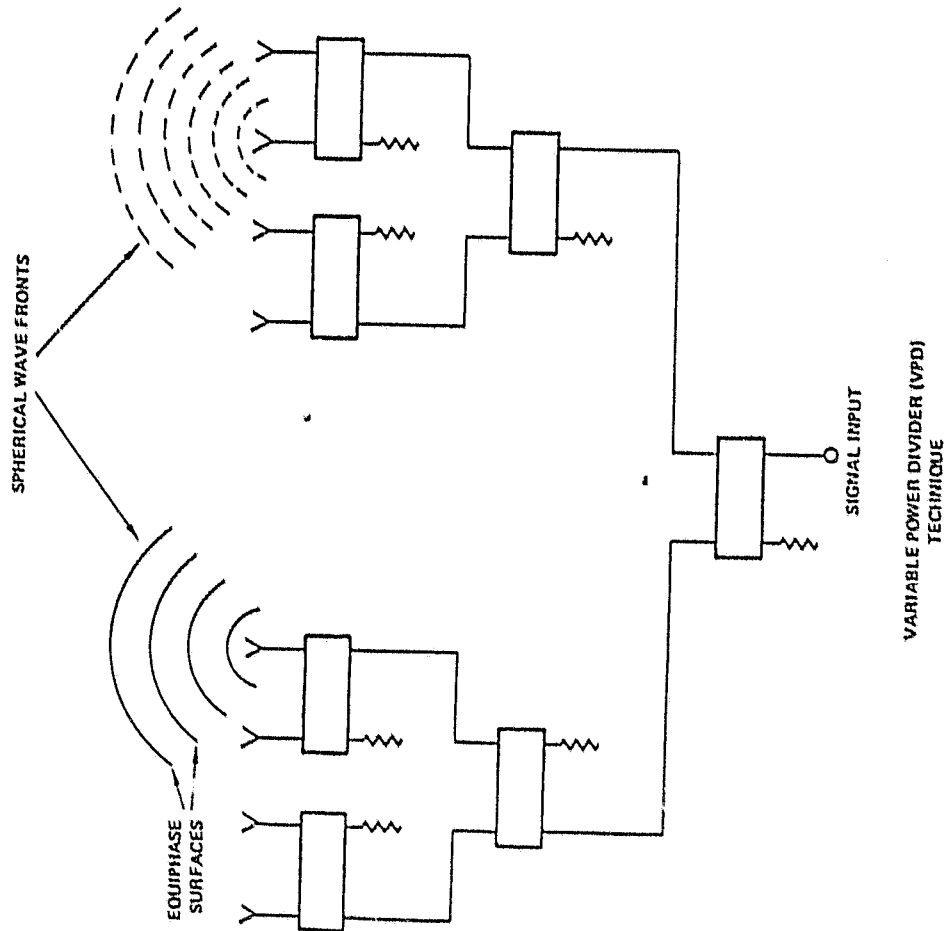 SPHERICAL WAVE FRONTS
EQUIPHASE
SURFACES
SIGNAL INPUT
VARIABLE POWER DIVIDER (VPD)
TECHNIQUE